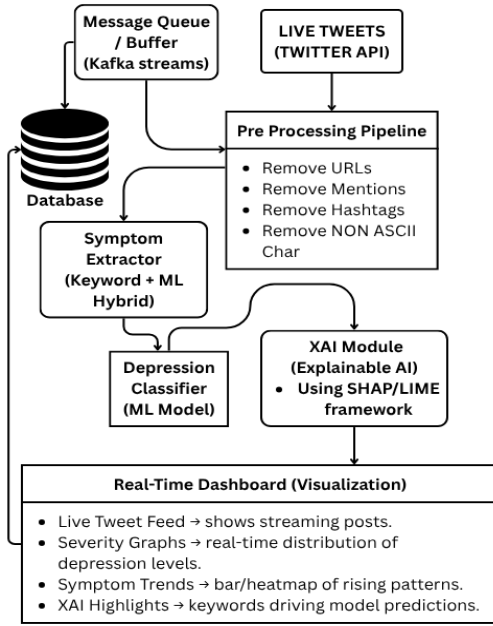 Message Queue
/ Buffer
(Kafka streams)
LIVE TWEETS
(TWITTER API)
Database
Pre Processing Pipeline
• Remove URLs
• Remove Mentions
• Remove Hashtags
• Remove NON ASCII
Char
Symptom
Extractor
(Keyword + ML
Hybrid)
Depression
Classifier
(ML Model)
XAI Module
(Explainable AI)
• Using SHAP/LIME
framework
Real-Time Dashboard (Visualization)
• Live Tweet Feed → shows streaming posts.
• Severity Graphs → real-time distribution of
depression levels.
• Symptom Trends → bar/heatmap of rising patterns.
• XAI Highlights → keywords driving model predictions.